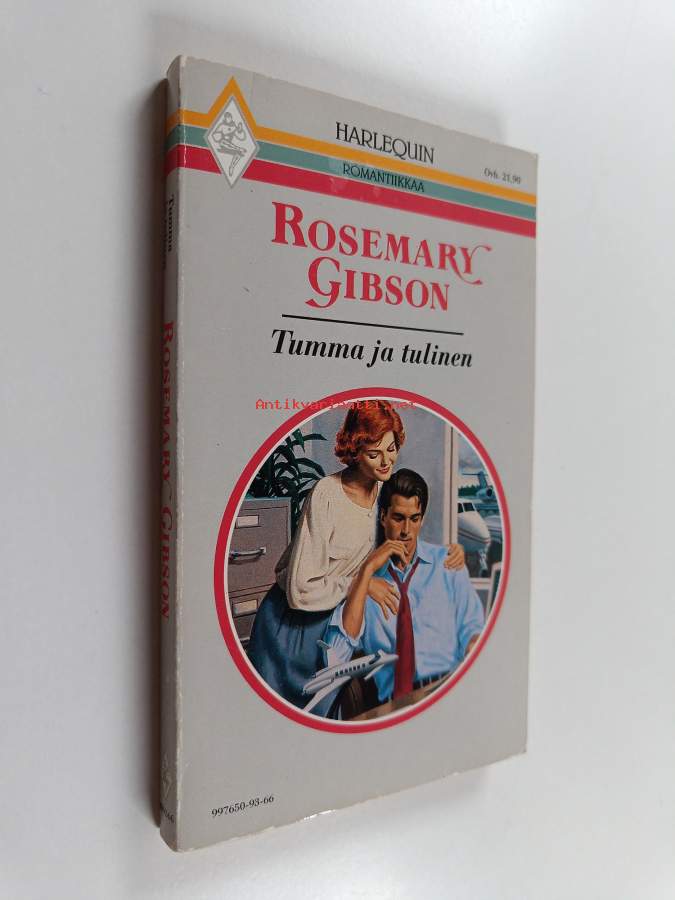 HARLEQUIN
ROMANTIIKKAA
Ovh. 21,90
ROSEMARY
GIBSON
Tumma ja tulinen
Antikvariaatti.net
997650-93-66
Tumma
ROSEMARY GIBSON